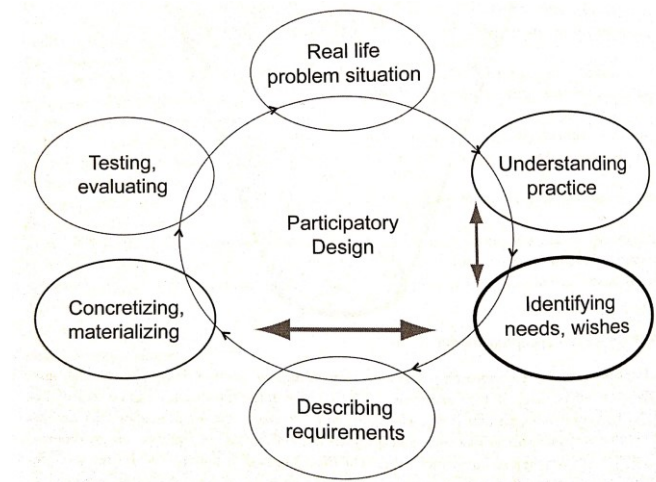 Real life
problem situation
Understanding
practice
Identifying
needs, wishes
Describing
requirements
Concretizing,
materializing
Testing,
evaluating
Participatory
Design